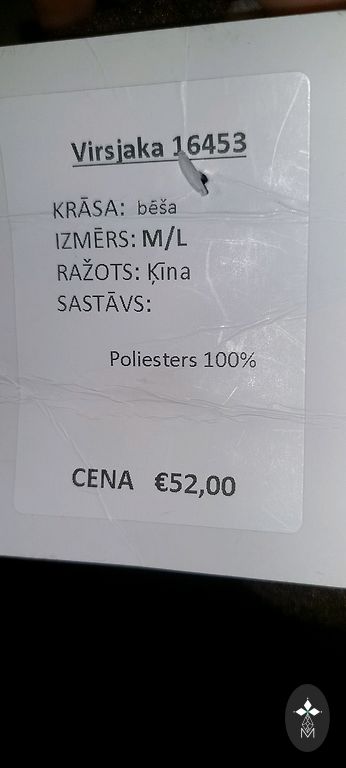 Virsjaka 16453
KRĀSA: bēša
IZMĒRS: M/L
RAŽOTS: Ķīna
SASTĀVS:
Poliesters 100%
CENA €52,00
M